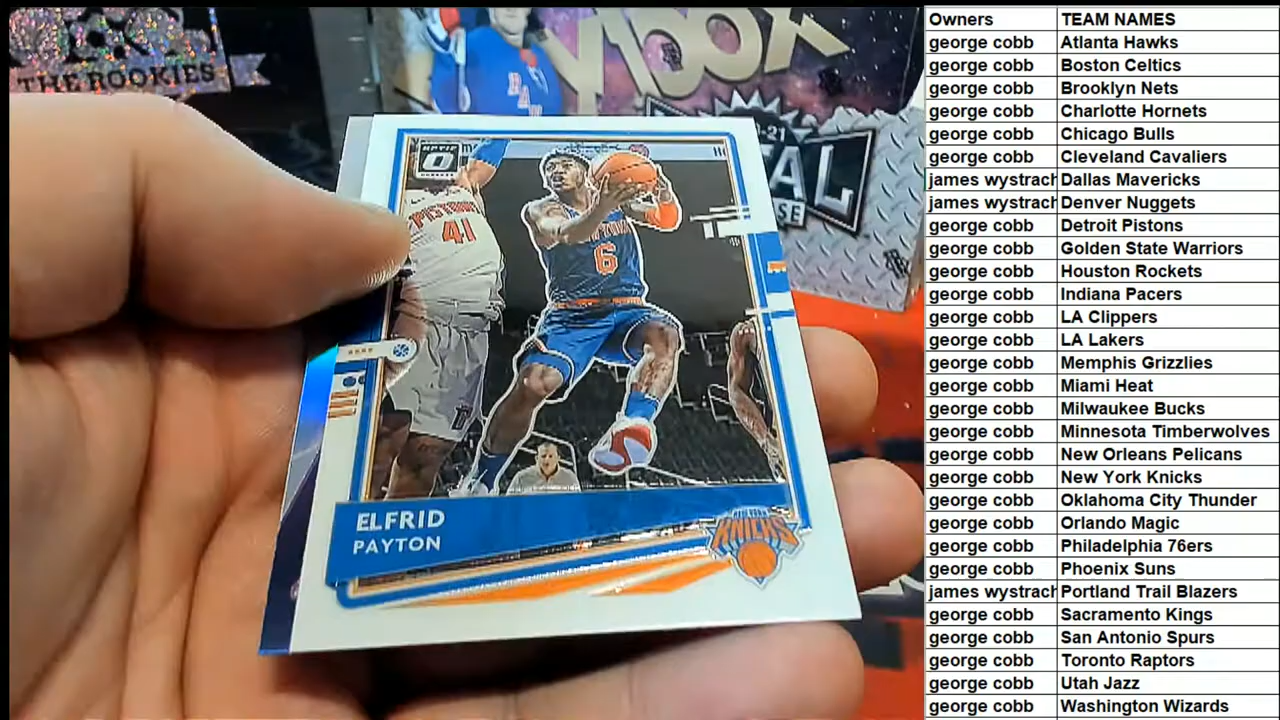 THE ROOKIES
OPTIC
PISTONS
41
6
ELFRID
PAYTON
NEW YORK
KNICKS
Owners TEAM NAMES
george cobb Atlanta Hawks
george cobb Boston Celtics
george cobb Brooklyn Nets
george cobb Charlotte Hornets
george cobb Chicago Bulls
george cobb Cleveland Cavaliers
james wystrach Dallas Mavericks
james wystrach Denver Nuggets
george cobb Detroit Pistons
george cobb Golden State Warriors
george cobb Houston Rockets
george cobb Indiana Pacers
george cobb LA Clippers
george cobb LA Lakers
george cobb Memphis Grizzlies
george cobb Miami Heat
george cobb Milwaukee Bucks
george cobb Minnesota Timberwolves
george cobb New Orleans Pelicans
george cobb New York Knicks
george cobb Oklahoma City Thunder
george cobb Orlando Magic
george cobb Philadelphia 76ers
george cobb Phoenix Suns
james wystrach Portland Trail Blazers
george cobb Sacramento Kings
george cobb San Antonio Spurs
george cobb Toronto Raptors
george cobb Utah Jazz
george cobb Washington Wizards